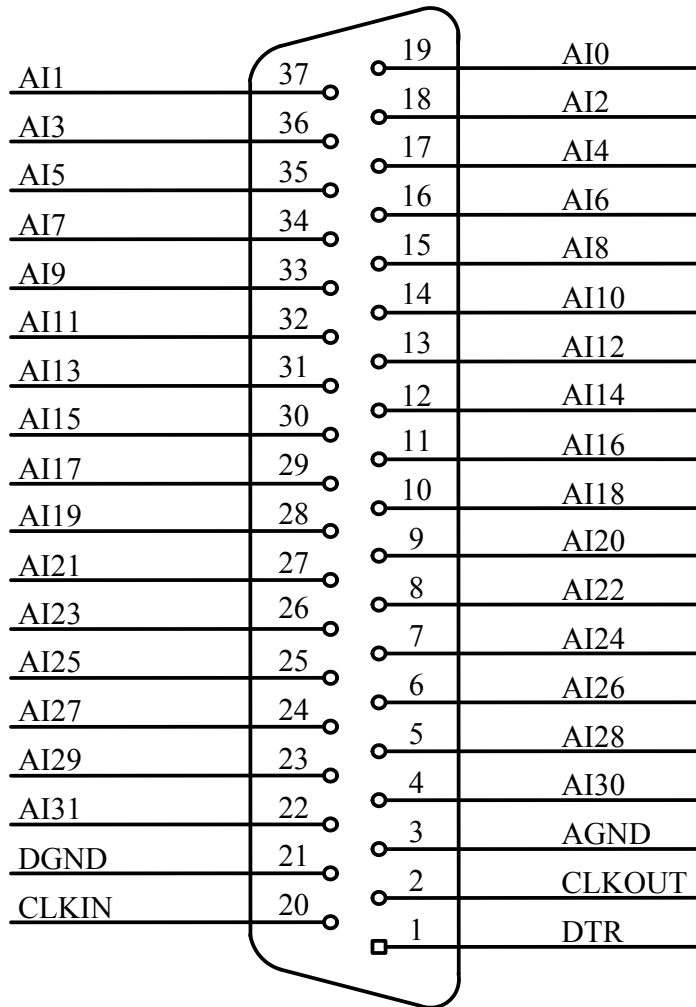 19 AI0
AI1 37
18 AI2
AI3 36
17 AI4
AI5 35
16 AI6
AI7 34
15 AI8
AI9 33
14 AI10
AI11 32
13 AI12
AI13 31
12 AI14
AI15 30
11 AI16
AI17 29
10 AI18
AI19 28
9 AI20
AI21 27
8 AI22
AI23 26
7 AI24
AI25 25
6 AI26
AI27 24
5 AI28
AI29 23
4 AI30
AI31 22
3 AGND
DGND 21
2 CLKOUT
CLKIN 20
1 DTR